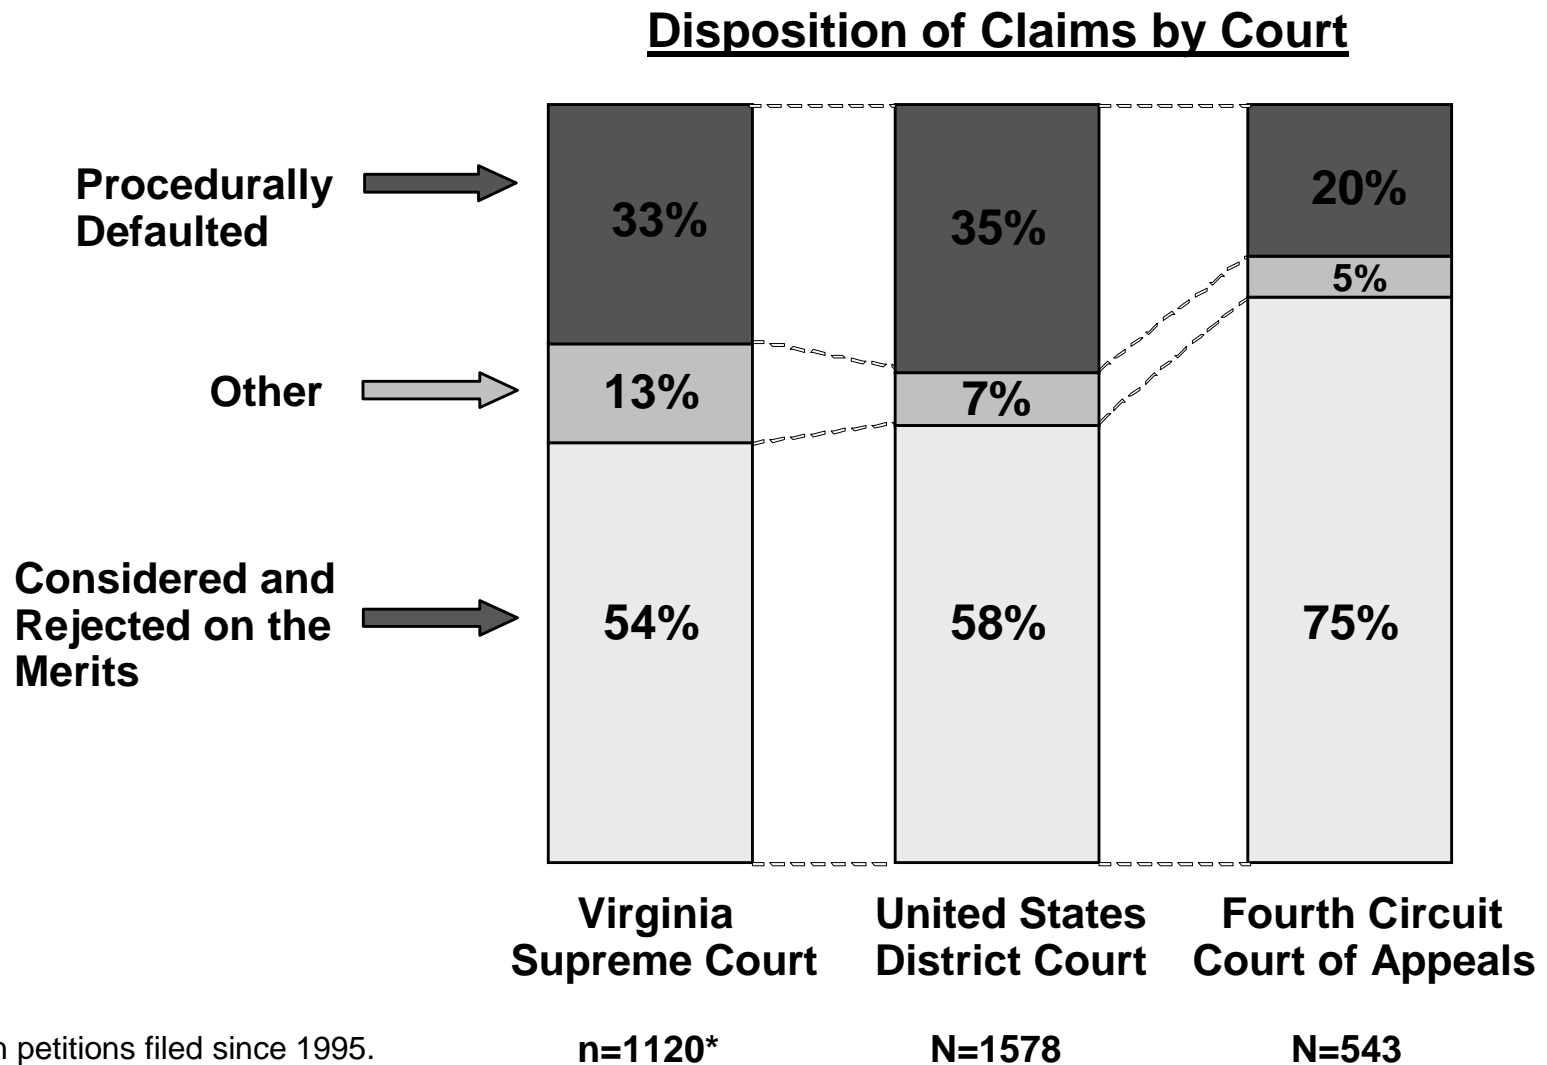 Disposition of Claims by Court
Procedurally
Defaulted
33%
35%
20%
Other
13%
7%
5%
Considered and
Rejected on the
Merits
54%
58%
75%
Virginia
Supreme Court
United States
District Court
Fourth Circuit
Court of Appeals
petitions filed since 1995.
n=1120*
N=1578
N=543